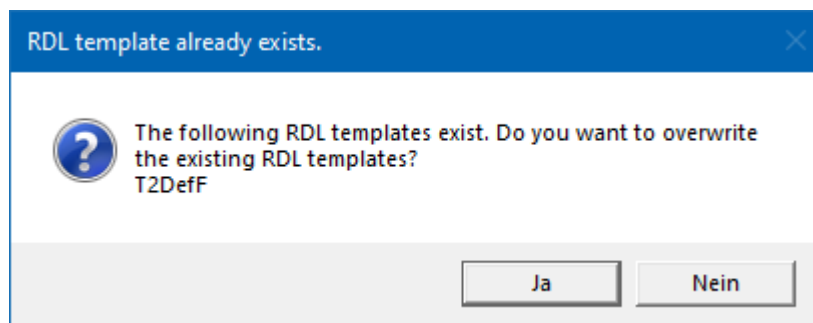 RDL template already exists.
The following RDL templates exist. Do you want to overwrite
the existing RDL templates?
T2DefF
Ja
Nein